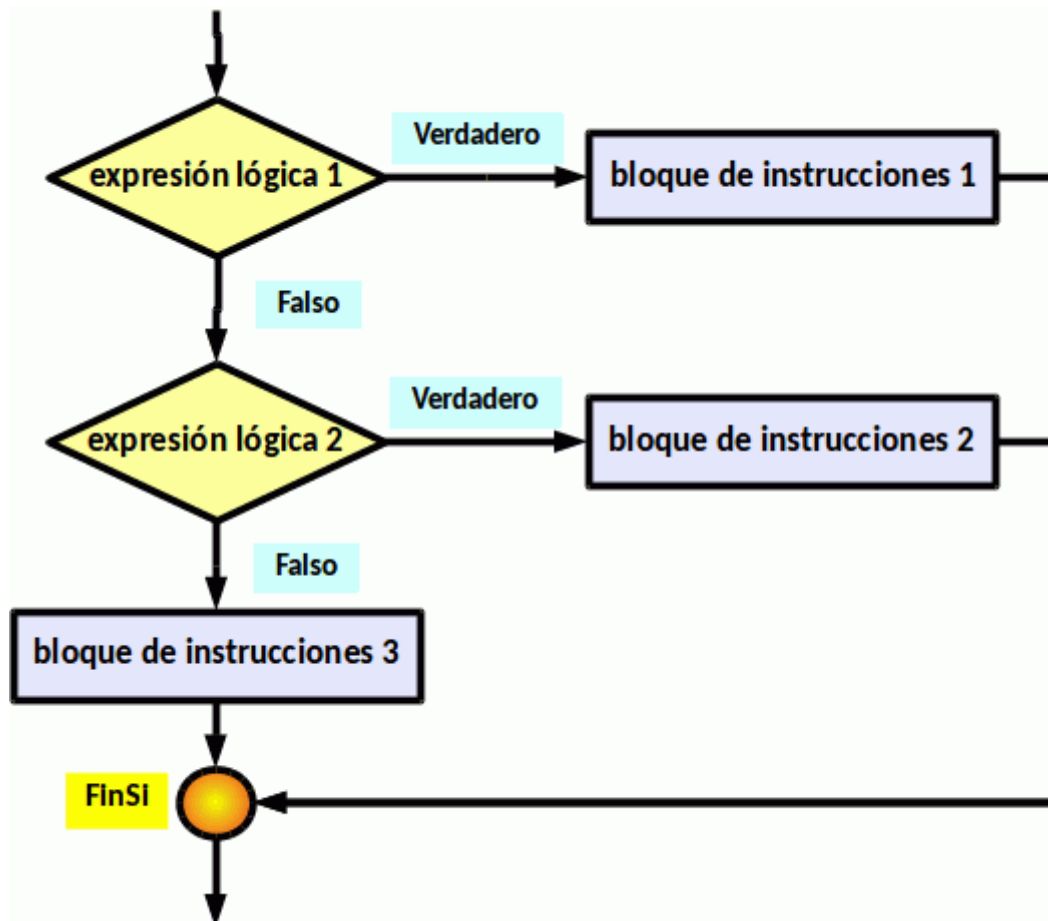 Verdadero
expresión lógica 1
bloque de instrucciones 1
Falso
Verdadero
expresión lógica 2
bloque de instrucciones 2
Falso
bloque de instrucciones 3
FinSi